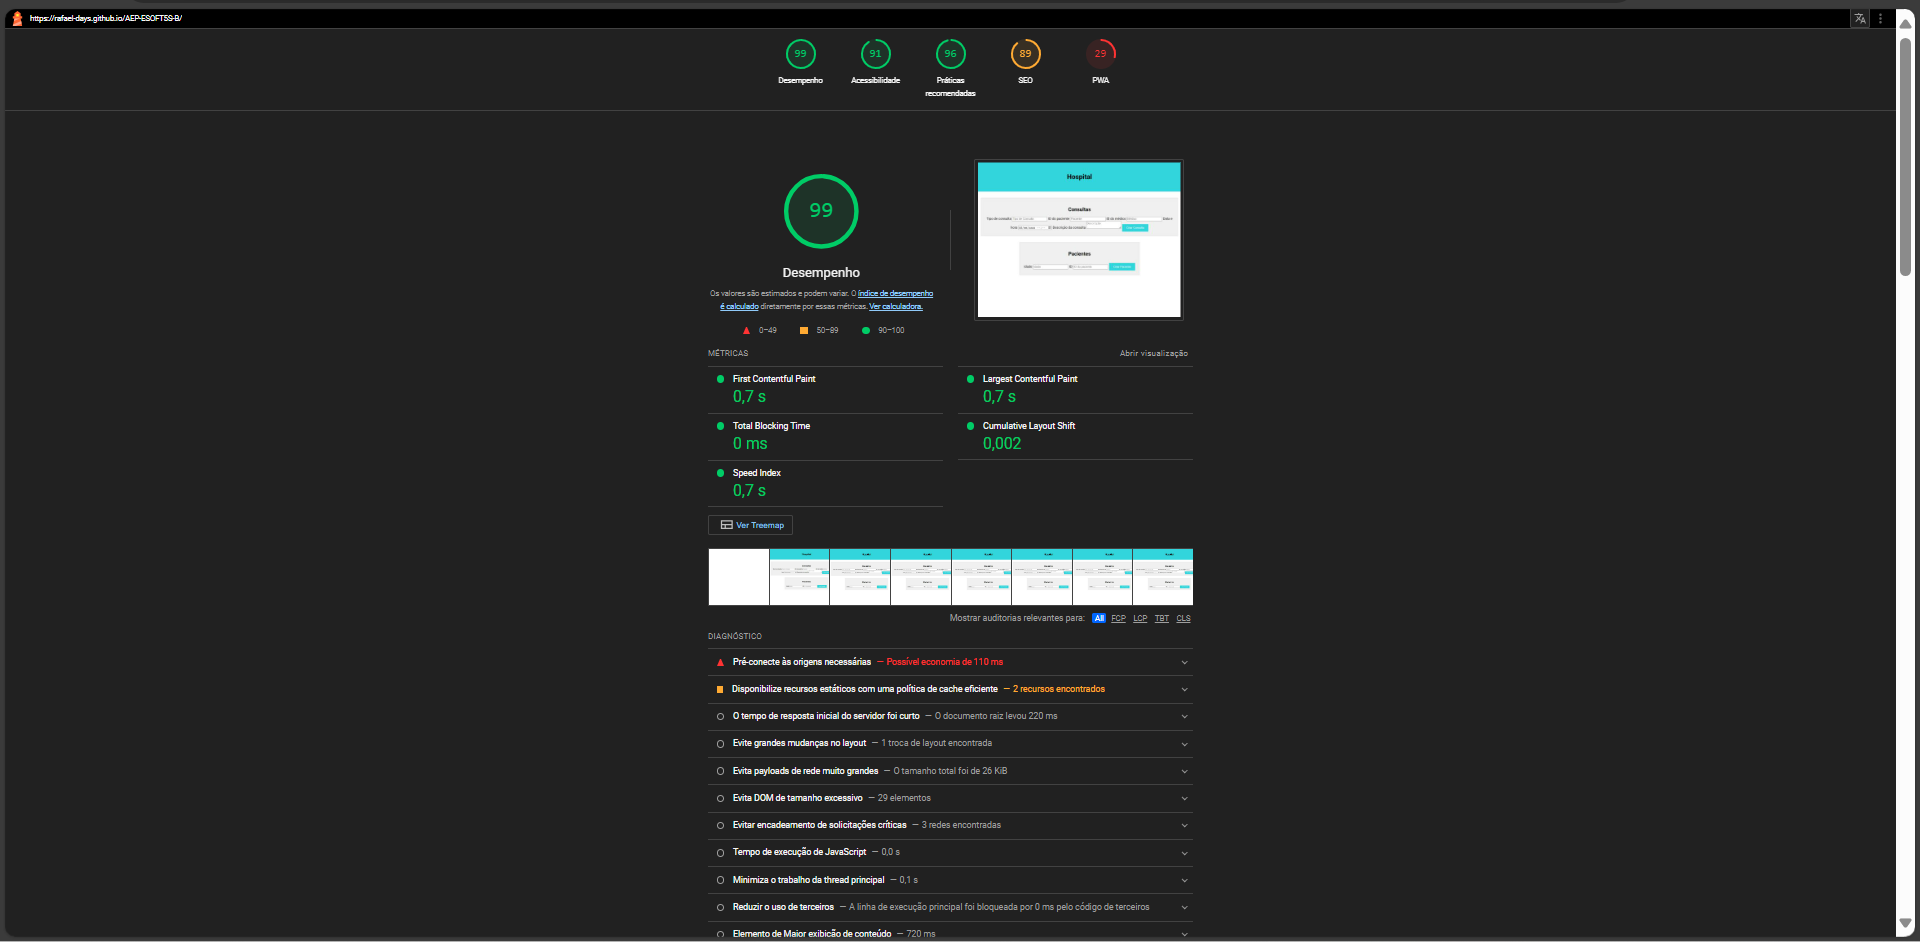 https://rafael-days.github.io/AEP-ESOFT5S-B/
99
Desempenho
91
Acessibilidade
96
Práticas
recomendadas
89
SEO
29
PWA
99
Desempenho
Os valores são estimados e podem variar. O índice de desempenho
é calculado diretamente por essas métricas. Ver calculadora.
0–49
50–89
90–100
Hospital
Consultas
Pacientes
MÉTRICAS
Abrir visualização
First Contentful Paint
0,7 s
Largest Contentful Paint
0,7 s
Total Blocking Time
0 ms
Cumulative Layout Shift
0,002
Speed Index
0,7 s
Ver Treemap
Mostrar auditorias relevantes para: All FCP LCP TBT CLS
DIAGNÓSTICO
Pré-conecte às origens necessárias — Possível economia de 110 ms
Disponibilize recursos estáticos com uma política de cache eficiente — 2 recursos encontrados
O tempo de resposta inicial do servidor foi curto — O documento raiz levou 220 ms
Evite grandes mudanças no layout — 1 troca de layout encontrada
Evita payloads de rede muito grandes — O tamanho total foi de 26 KiB
Evita DOM de tamanho excessivo — 29 elementos
Evitar encadeamento de solicitações críticas — 3 redes encontradas
Tempo de execução de JavaScript — 0,0 s
Minimiza o trabalho da thread principal — 0,1 s
Reduzir o uso de terceiros — A linha de execução principal foi bloqueada por 0 ms pelo código de terceiros
Elemento de Maior exibição de conteúdo — 720 ms